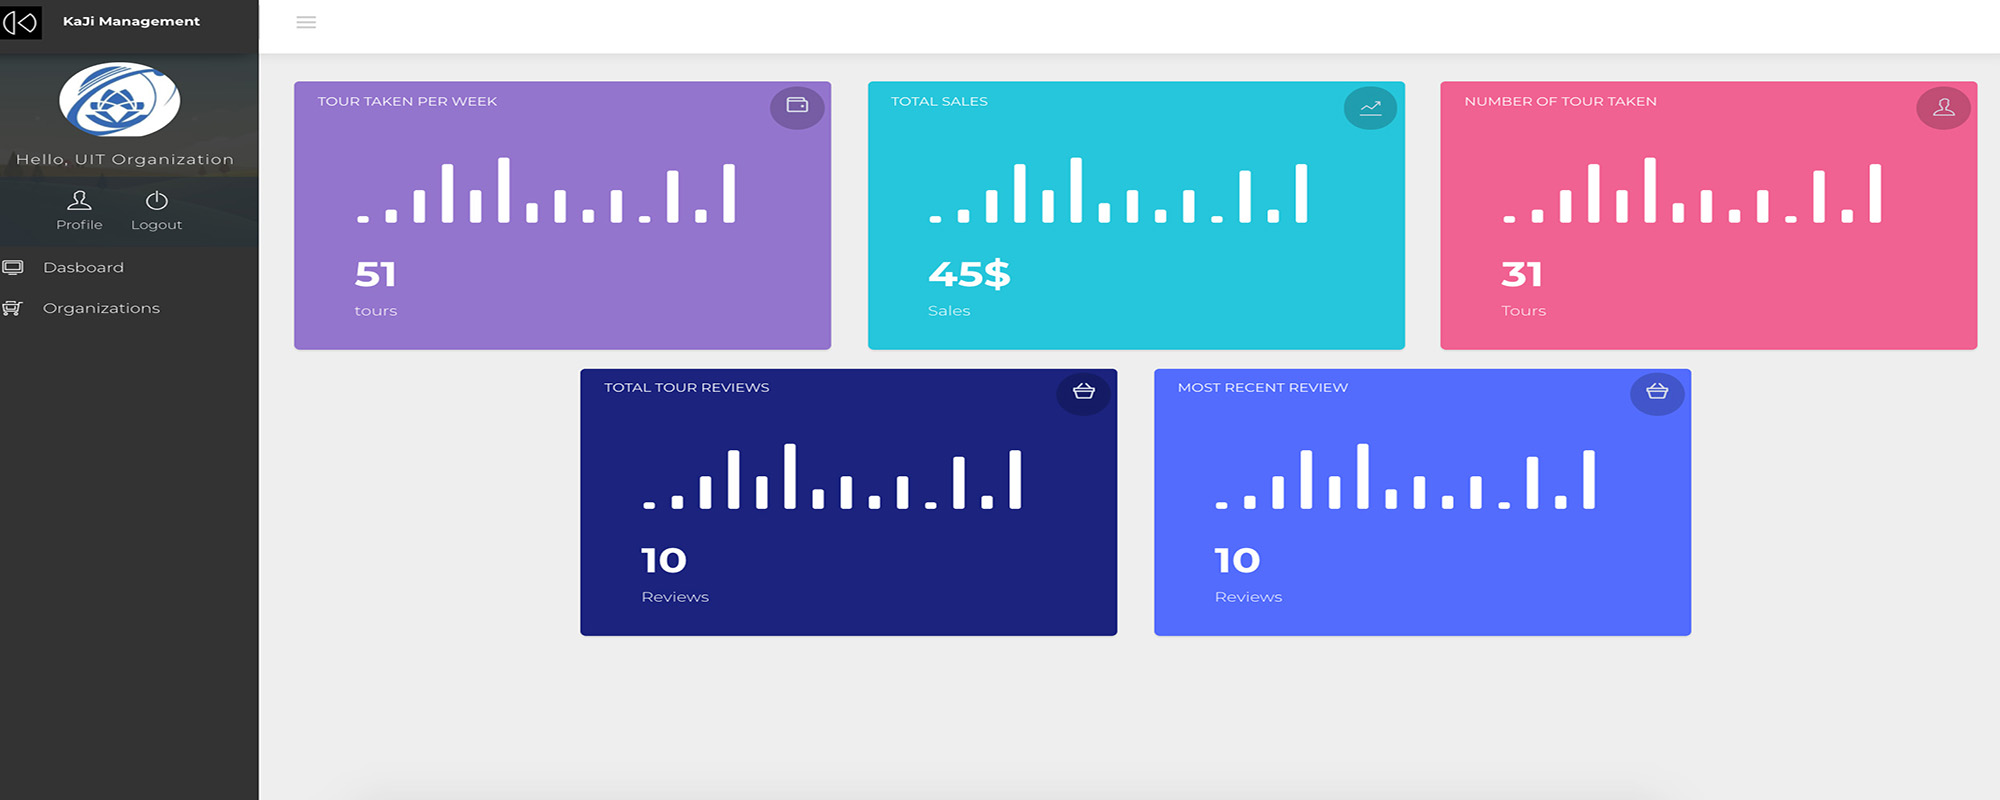 KaJi Management
Hello, UIT Organization
Profile
Logout
Dasboard
Organizations
TOUR TAKEN PER WEEK
51
tours
TOTAL SALES
45$
Sales
NUMBER OF TOUR TAKEN
31
Tours
TOTAL TOUR REVIEWS
10
Reviews
MOST RECENT REVIEW
10
Reviews